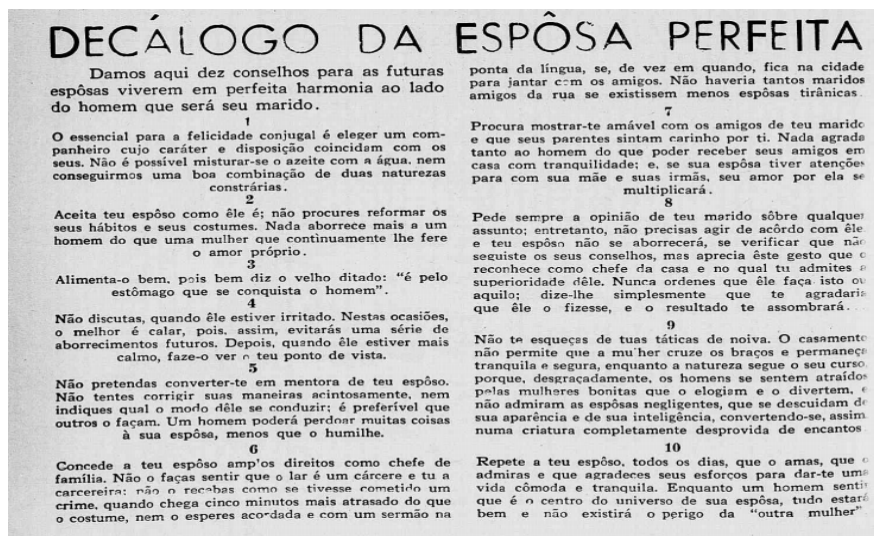 DECÁLOGO DA ESPÔSA PERFEITA
Damos aqui dez conselhos para as futuras
espôsas viverem em perfeita harmonia ao lado
do homem que será seu marido.
1
O essencial para a felicidade conjugal é eleger um com-
panheiro cujo caráter e disposição coincidam com os
seus. Não é possível misturar-se o azeite com a água, nem
conseguirmos uma boa combinação de duas naturezas
constrárias.
2
Aceita teu espôso como êle é; não procures reformar os
seus hábitos e seus costumes. Nada aborrece mais a um
homem do que uma mulher que continuamente lhe fere
o amor próprio.
3
Alimenta-o bem, pois bem diz o velho ditado: "é pelo
estômago que se conquista o homem".
4
Não discutas, quando êle estiver irritado. Nestas ocasiões,
o melhor é calar, pois, assim, evitarás uma série de
aborrecimentos futuros. Depois, quando êle estiver mais
calmo, faze-o ver o teu ponto de vista.
5
Não pretendas converter-te em mentora de teu espôso.
Não tentes corrigir suas maneiras acintosamente, nem
indiques qual o modo dêle se conduzir; é preferível que
outros o façam. Um homem poderá perdoar muitas coisas
à sua espôsa, menos que o humilhe.
6
Concede a teu espôso amp'os direitos como chefe de
família. Não o faças sentir que o lar é um cárcere e tu a
carcereira; não o recebas como se tivesse cometido um
crime, quando chega cinco minutos mais atrasado do que
o costume, nem o esperes acordada e com um sermão na
ponta da língua, se, de vez em quando, fica na cidade
para jantar com os amigos. Não haveria tantos maridos
amigos da rua se existissem menos espôsas tirânicas.
7
Procura mostrar-te amável com os amigos de teu marido
e que seus parentes sintam carinho por ti. Nada agrada
tanto ao homem do que poder receber seus amigos em
casa com tranquilidade; e, se sua espôsa tiver atenções
para com sua mãe e suas irmãs, seu amor por ela se
multiplicará.
8
Pede sempre a opinião de teu marido sôbre qualquer
assunto; entretanto, não precisas agir de acôrdo com êle
e teu espôso não se aborrecerá, se verificar que não
seguiste os seus conselhos, mas aprecia êste gesto que o
reconhece como chefe da casa e no qual tu admites a
superioridade dêle. Nunca ordenes que êle faça isto ou
aquilo; dize-lhe simplesmente que te agradaria
que êle o fizesse, e o resultado te assombrará.
9
Não te esqueças de tuas táticas de noiva. O casamento
não permite que a mu'her cruze os braços e permaneça
tranquila e segura, enquanto a natureza segue o seu curso,
porque, desgraçadamente, os homens se sentem atraídos
pelas mulheres bonitas que o elogiam e o divertem, e
não admiram as espôsas negligentes, que se descuidam de
sua aparência e de sua inteligência, convertendo-se, assim
numa criatura completamente desprovida de encantos
10
Repete a teu espôso, todos os dias, que o amas, que o
admiras e que agradeces seus esforços para dar-te uma
vida cômoda e tranquila. Enquanto um homem sentir
que é o centro do universo de sua espôsa, tudo estará
bem e não existirá o perigo da "outra mulher"